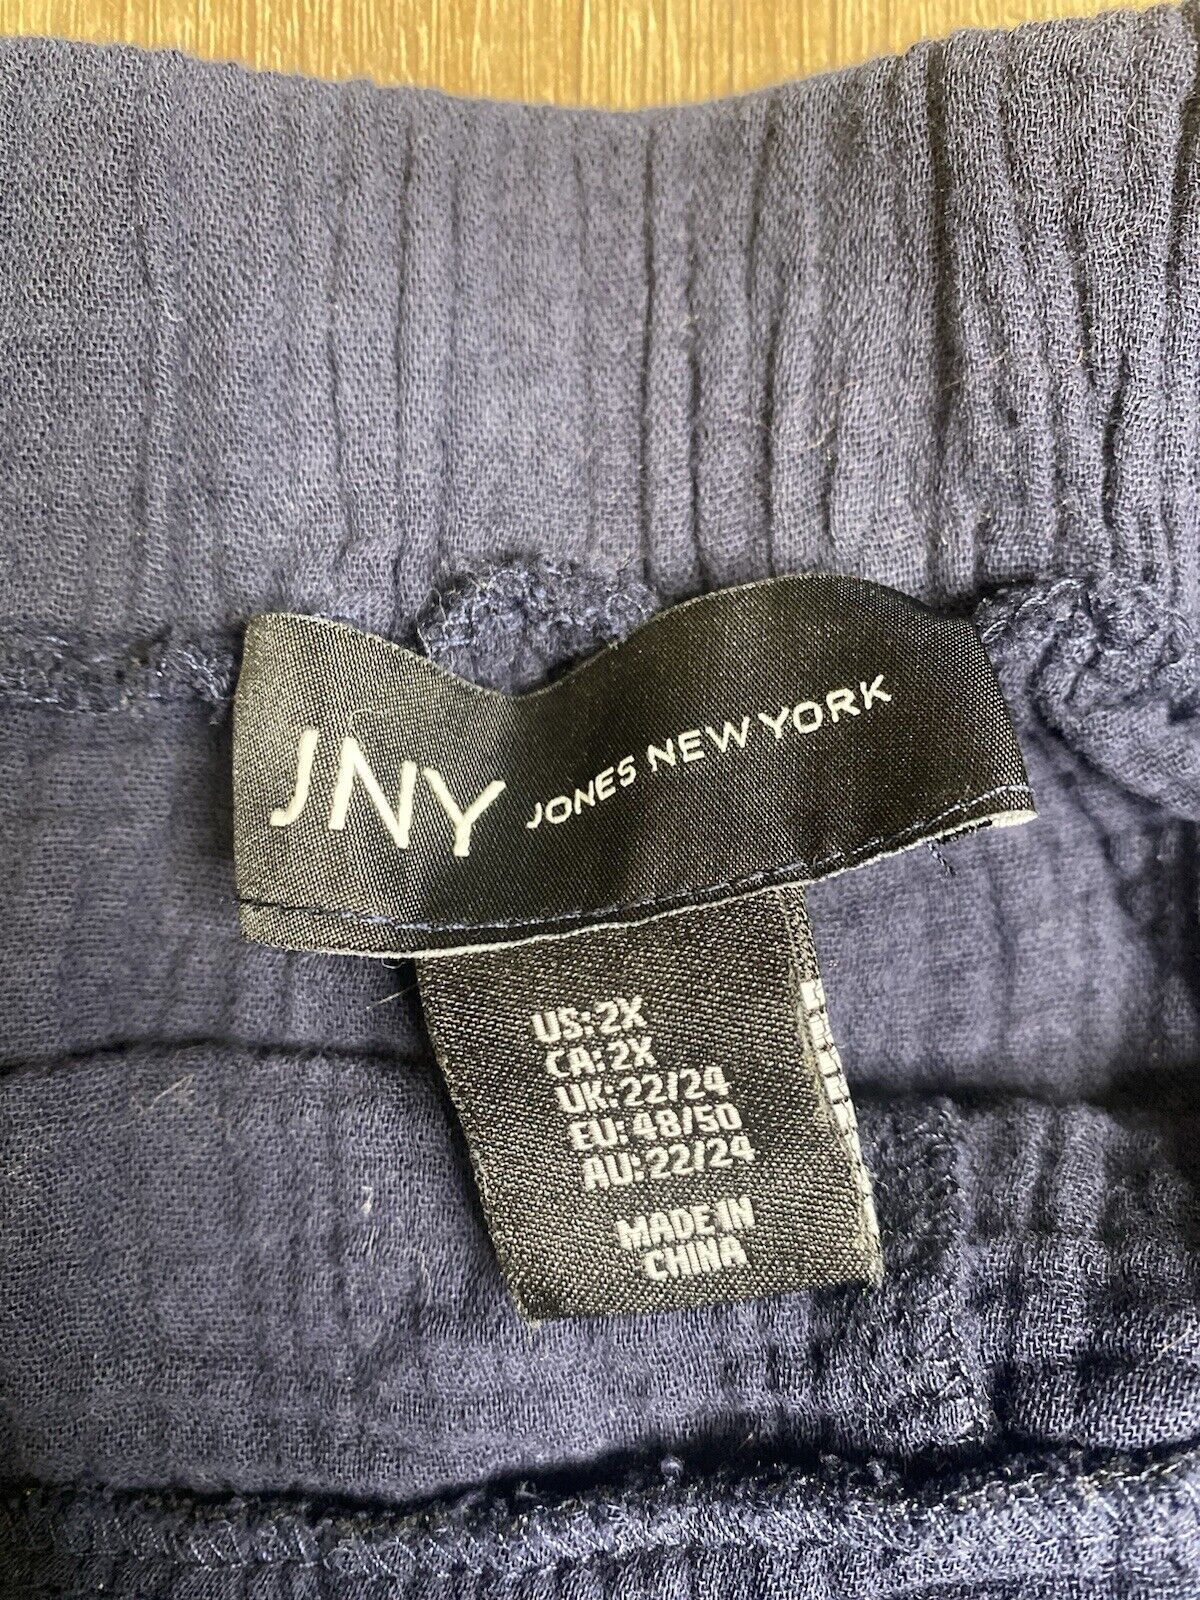 JNY JONES NEW YORK
US:2X
CA:2X
UK:22/24
EU:48/50
AU:22/24
MADE IN
CHINA